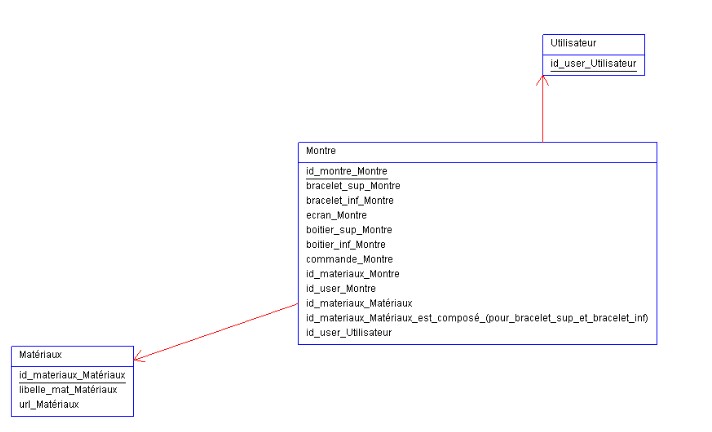 Utilisateur
id_user_Utilisateur
Montre
id_montre_Montre
bracelet_sup_Montre
bracelet_inf_Montre
ecran_Montre
boitier_sup_Montre
boitier_inf_Montre
commande_Montre
id_materiaux_Montre
id_user_Montre
id_materiaux_Matériaux
id_materiaux_Matériaux_est_composé_(pour_bracelet_sup_et_bracelet_inf)
id_user_Utilisateur
Matériaux
id_materiaux_Matériaux
libelle_mat_Matériaux
url_Matériaux